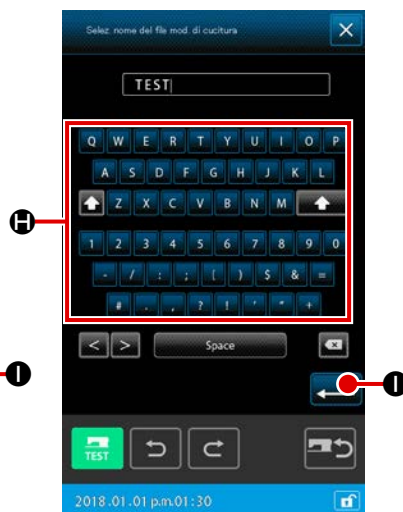 Selez. nome del file mod. di cucitura
TEST
Q W E R T Y U I O P
A S D F G H J K L
H
Z X C V B N M
1 2 3 4 5 6 7 8 9 0
- / : ; ( ) $ & =
# . , ? ! ' " +
< > Space
I I
TEST
2018.01.01 p.m.01:30